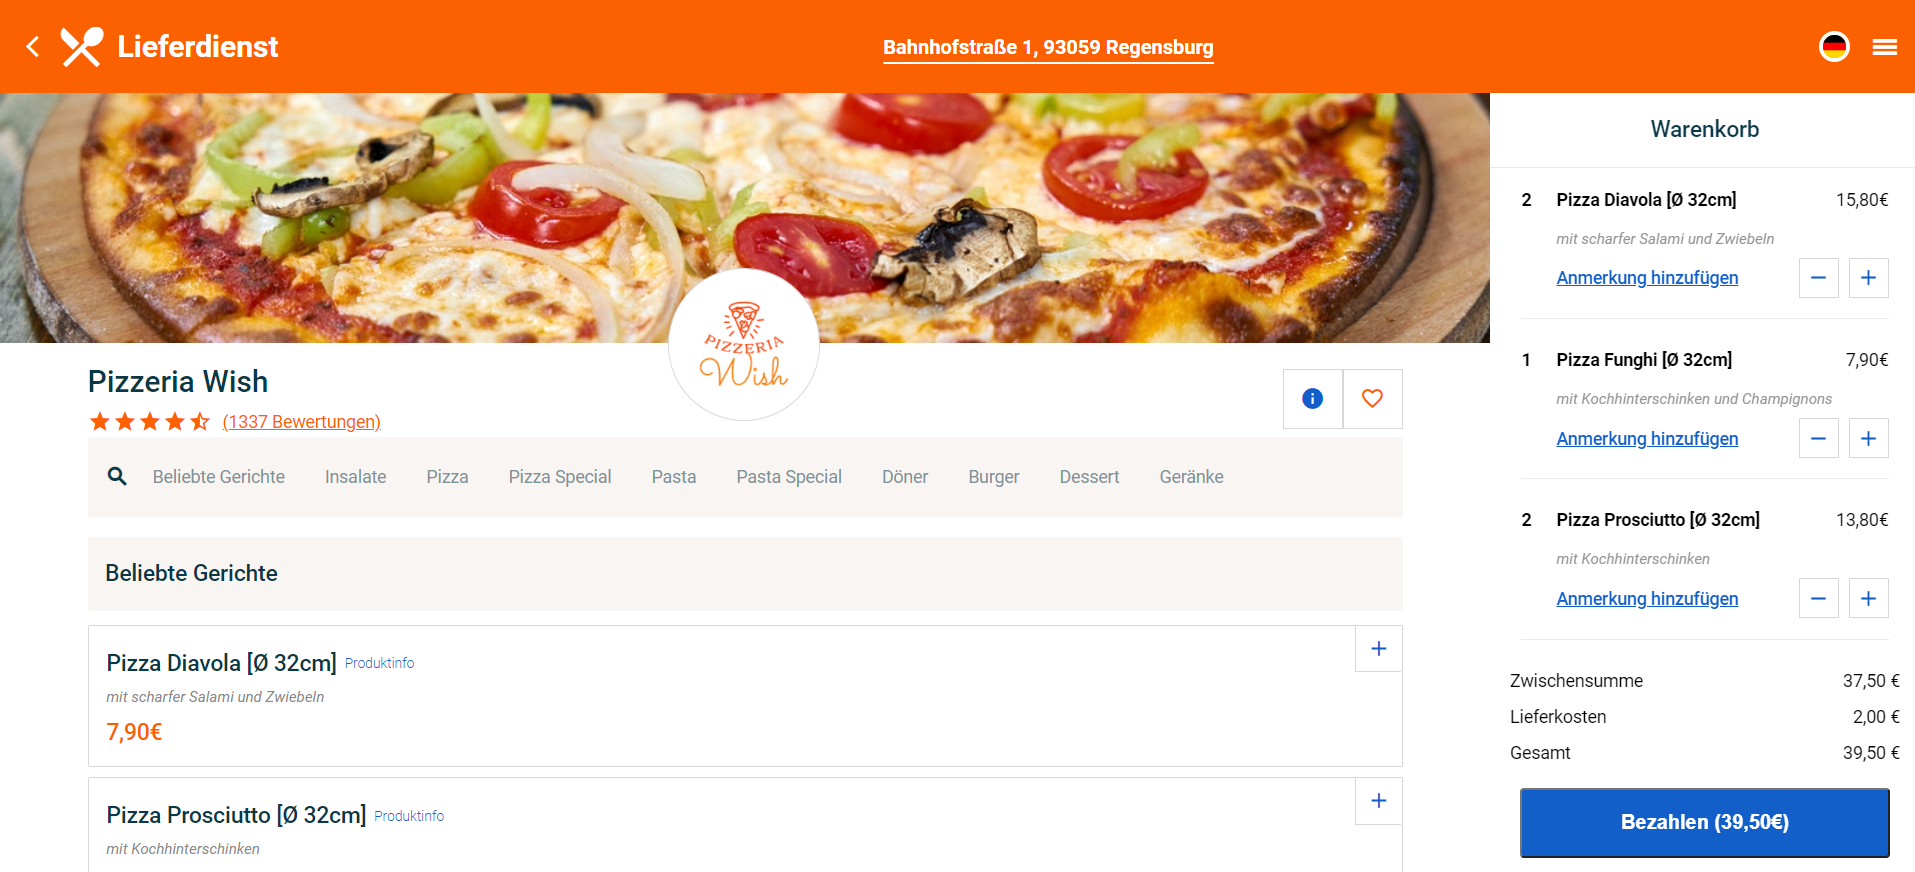 Lieferdienst
Bahnhofstraße 1, 93059 Regensburg
PIZZERIA
Wish
Pizzeria Wish
(1337 Bewertungen)
Beliebte Gerichte Insalate Pizza Pizza Special Pasta Pasta Special Döner Burger Dessert Geränke
Beliebte Gerichte
Pizza Diavola [Ø 32cm] Produktinfo
mit scharfer Salami und Zwiebeln
7,90€
Pizza Prosciutto [Ø 32cm] Produktinfo
mit Kochhinterschinken
Warenkorb
2 Pizza Diavola [Ø 32cm] 15,80€
mit scharfer Salami und Zwiebeln
Anmerkung hinzufügen
1 Pizza Funghi [Ø 32cm] 7,90€
mit Kochhinterschinken und Champignons
Anmerkung hinzufügen
2 Pizza Prosciutto [Ø 32cm] 13,80€
mit Kochhinterschinken
Anmerkung hinzufügen
Zwischensumme 37,50 €
Lieferkosten 2,00 €
Gesamt 39,50 €
Bezahlen (39,50€)